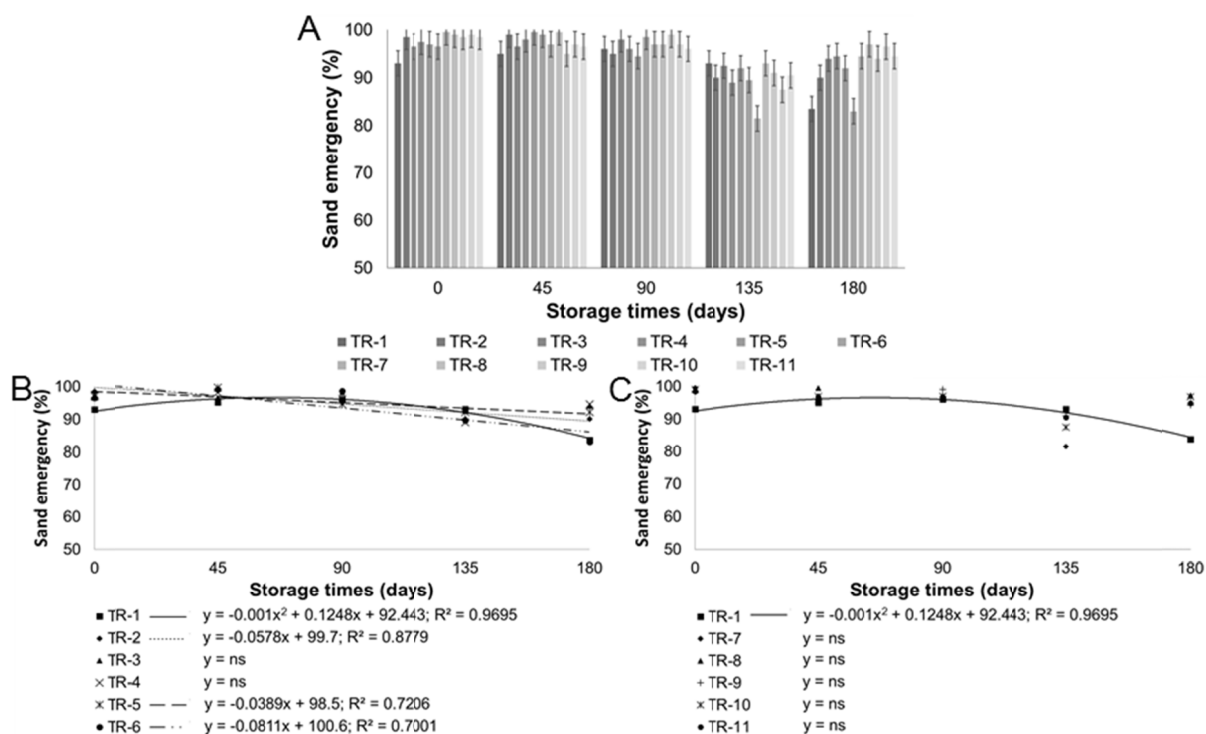 A
Sand emergency (%)
100
90
80
70
60
50
0 45 90 135 180
Storage times (days)
TR-1 TR-2 TR-3 TR-4 TR-5 TR-6
TR-7 TR-8 TR-9 TR-10 TR-11
B
Sand emergency (%)
100
90
80
70
60
50
0 45 90 135 180
Storage times (days)
TR-1 y = -0.001x² + 0.1248x + 92.443; R² = 0.9695
TR-2 y = -0.0578x + 99.7; R² = 0.8779
TR-3 y = ns
TR-4 y = ns
TR-5 y = -0.0389x + 98.5; R² = 0.7206
TR-6 y = -0.0811x + 100.6; R² = 0.7001
C
Sand emergency (%)
100
90
80
70
60
50
0 45 90 135 180
Storage times (days)
TR-1 y = -0.001x² + 0.1248x + 92.443; R² = 0.9695
TR-7 y = ns
TR-8 y = ns
TR-9 y = ns
TR-10 y = ns
TR-11 y = ns